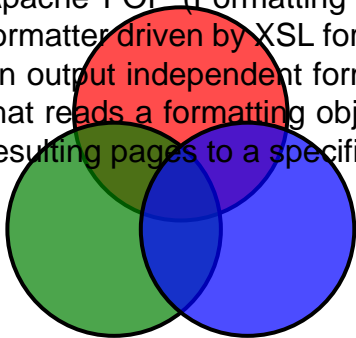 pache FOP (Formatting
ormatter driven by XSL for
n output independent form
hat reads a formatting obj
esulting pages to a specifi